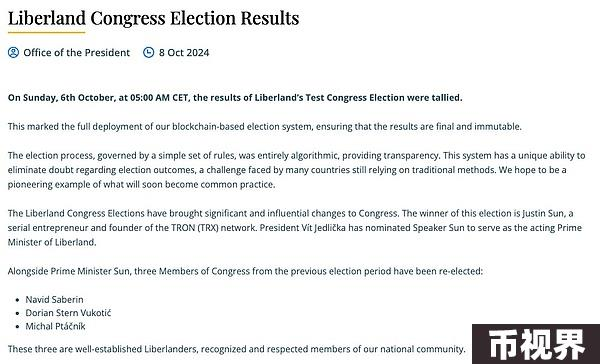 Liberland Congress Election Results
Office of the President 8 Oct 2024
On Sunday, 6th October, at 05:00 AM CET, the results of Liberland's Test Congress Election were tallied.
This marked the full deployment of our blockchain-based election system, ensuring that the results are final and immutable.
The election process, governed by a simple set of rules, was entirely algorithmic, providing transparency. This system has a unique ability to
eliminate doubt regarding election outcomes, a challenge faced by many countries still relying on traditional methods. We hope to be a
pioneering example of what will soon become common practice.
The Liberland Congress Elections have brought significant and influential changes to Congress. The winner of this election is Justin Sun, a
serial entrepreneur and founder of the TRON (TRX) network. President Vít Jedlička has nominated Speaker Sun to serve as the acting Prime
Minister of Liberland.
Alongside Prime Minister Sun, three Members of Congress from the previous election period have been re-elected:
• Navid Saberin
• Dorian Stern Vukotić
• Michal Ptáčník
These three are well-established Liberlanders, recognized and respected members of our national community.
币视界